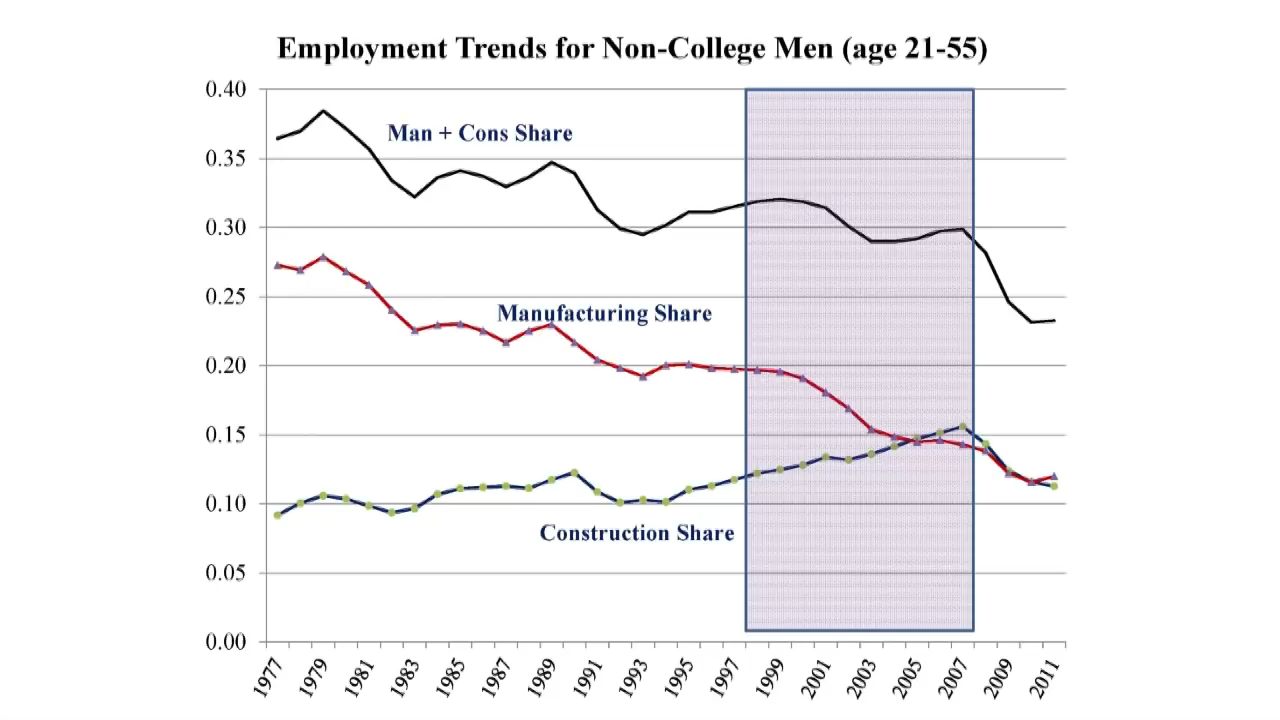 Employment Trends for Non-College Men (age 21-55)
0.40
Man + Cons Share
0.35
0.30
0.25
Manufacturing Share
0.20
0.15
0.10
Construction Share
0.05
0.00
1977 1979 1981 1983 1985 1987 1989 1991 1993 1995 1997 1999 2001 2003 2005 2007 2009 2011